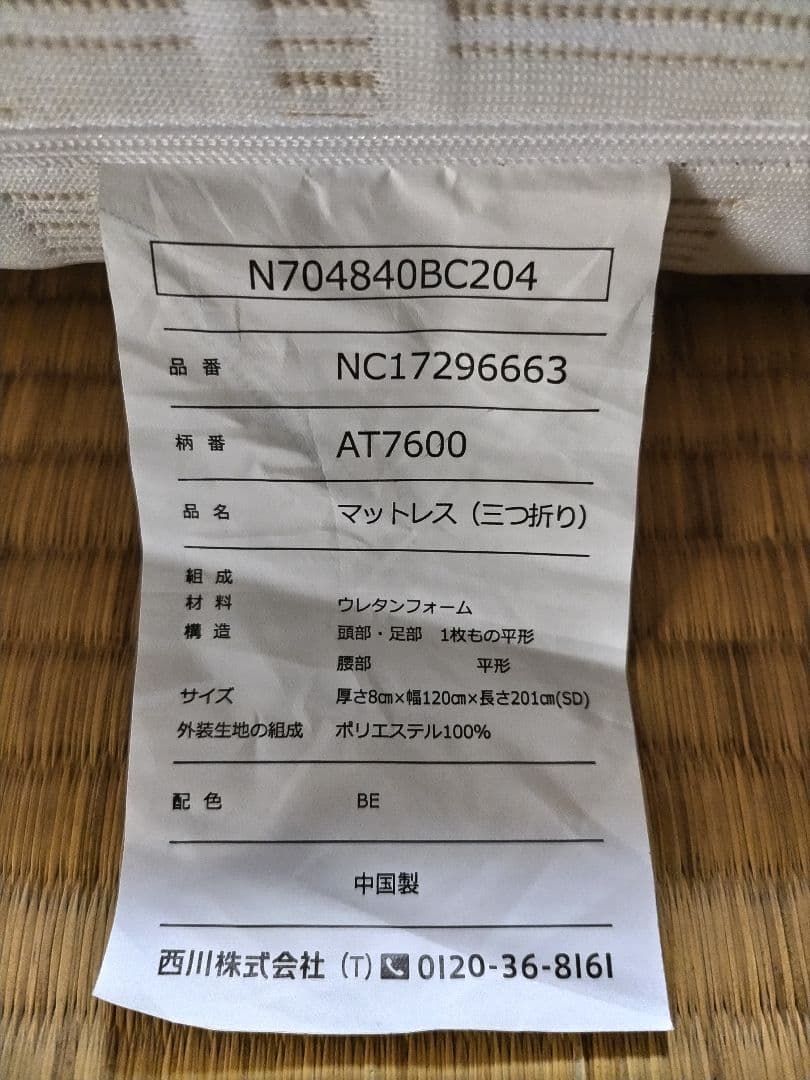 N704840BC204
品番 NC17296663
柄番 AT7600
品名 マットレス（三つ折り）
組成
材料 ウレタンフォーム
構造 頭部・足部 1枚もの平形
腰部 平形
サイズ 厚さ8㎝×幅120㎝×長さ201㎝(SD)
外装生地の組成 ポリエステル100%
配色 BE
中国製
西川株式会社 (T) 0120-36-8161